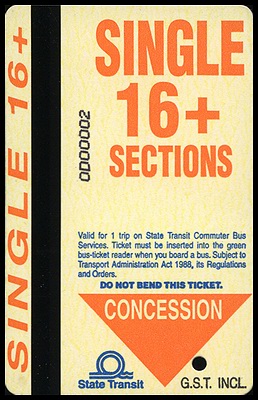 SINGLE 16+
SINGLE
16+
SECTIONS
0D00002
Valid for 1 trip on State Transit Commuter Bus
Services. Ticket must be inserted into the green
bus-ticket reader when you board a bus. Subject to
Transport Administration Act 1988, its Regulations
and Orders.
DO NOT BEND THIS TICKET.
CONCESSION
State Transit
G.S.T. INCL.